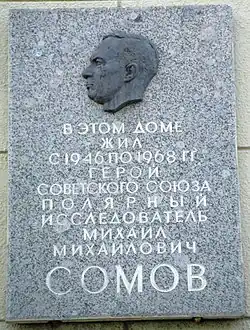 В ЭТОМ ДОМЕ
ЖИЛ
С 1946 ПО 1968 ГГ.
ГЕРОЙ
СОВЕТСКОГО СОЮЗА
ПОЛЯРНЫЙ
ИССЛЕДОВАТЕЛЬ
МИХАИЛ
МИХАЙЛОВИЧ
СОМОВ